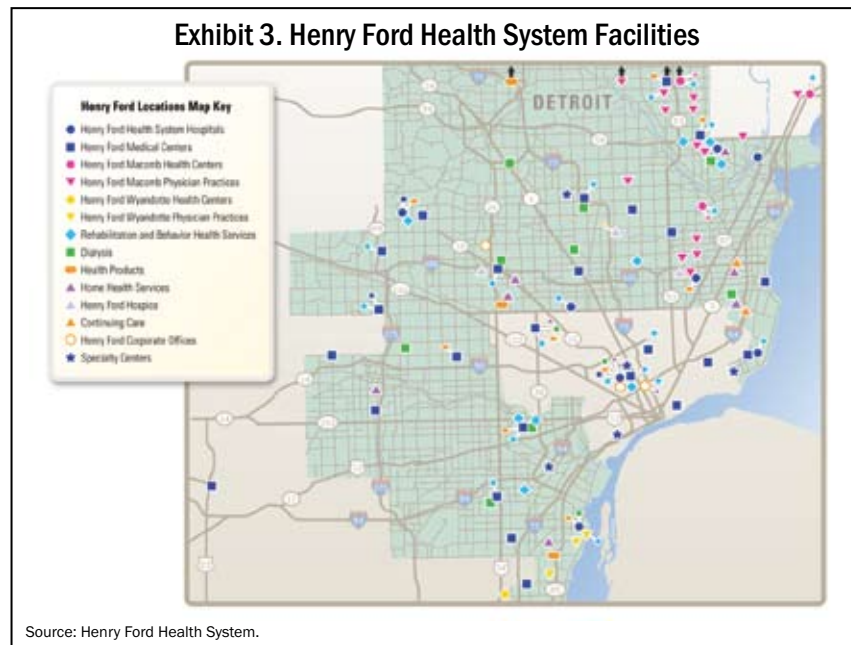 Exhibit 3. Henry Ford Health System Facilities
Henry Ford Locations Map Key
Henry Ford Health System Hospitals
Henry Ford Medical Centers
Henry Ford Macomb Health Centers
Henry Ford Macomb Physician Practices
Henry Ford Wyandotte Health Centers
Henry Ford Wyandotte Physician Practices
Rehabilitation and Behavior Health Services
Dialysis
Health Products
Home Health Services
Henry Ford Hospice
Continuing Care
Henry Ford Corporate Offices
Specialty Centers
DETROIT
Source: Henry Ford Health System.